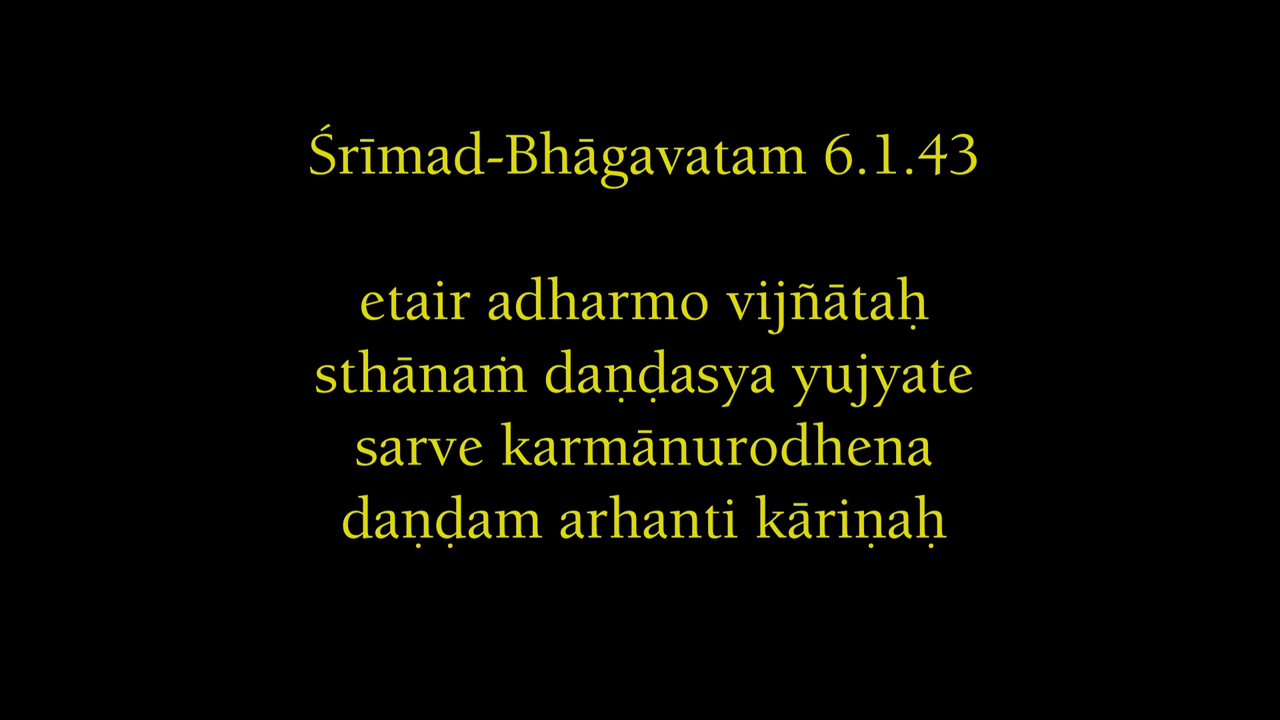 Śrīmad-Bhāgavatam 6.1.43
etair adharmo vijñātaḥ
sthānaṁ daṇḍasya yujyate
sarve karmānurodhena
daṇḍam arhanti kāriṇaḥ